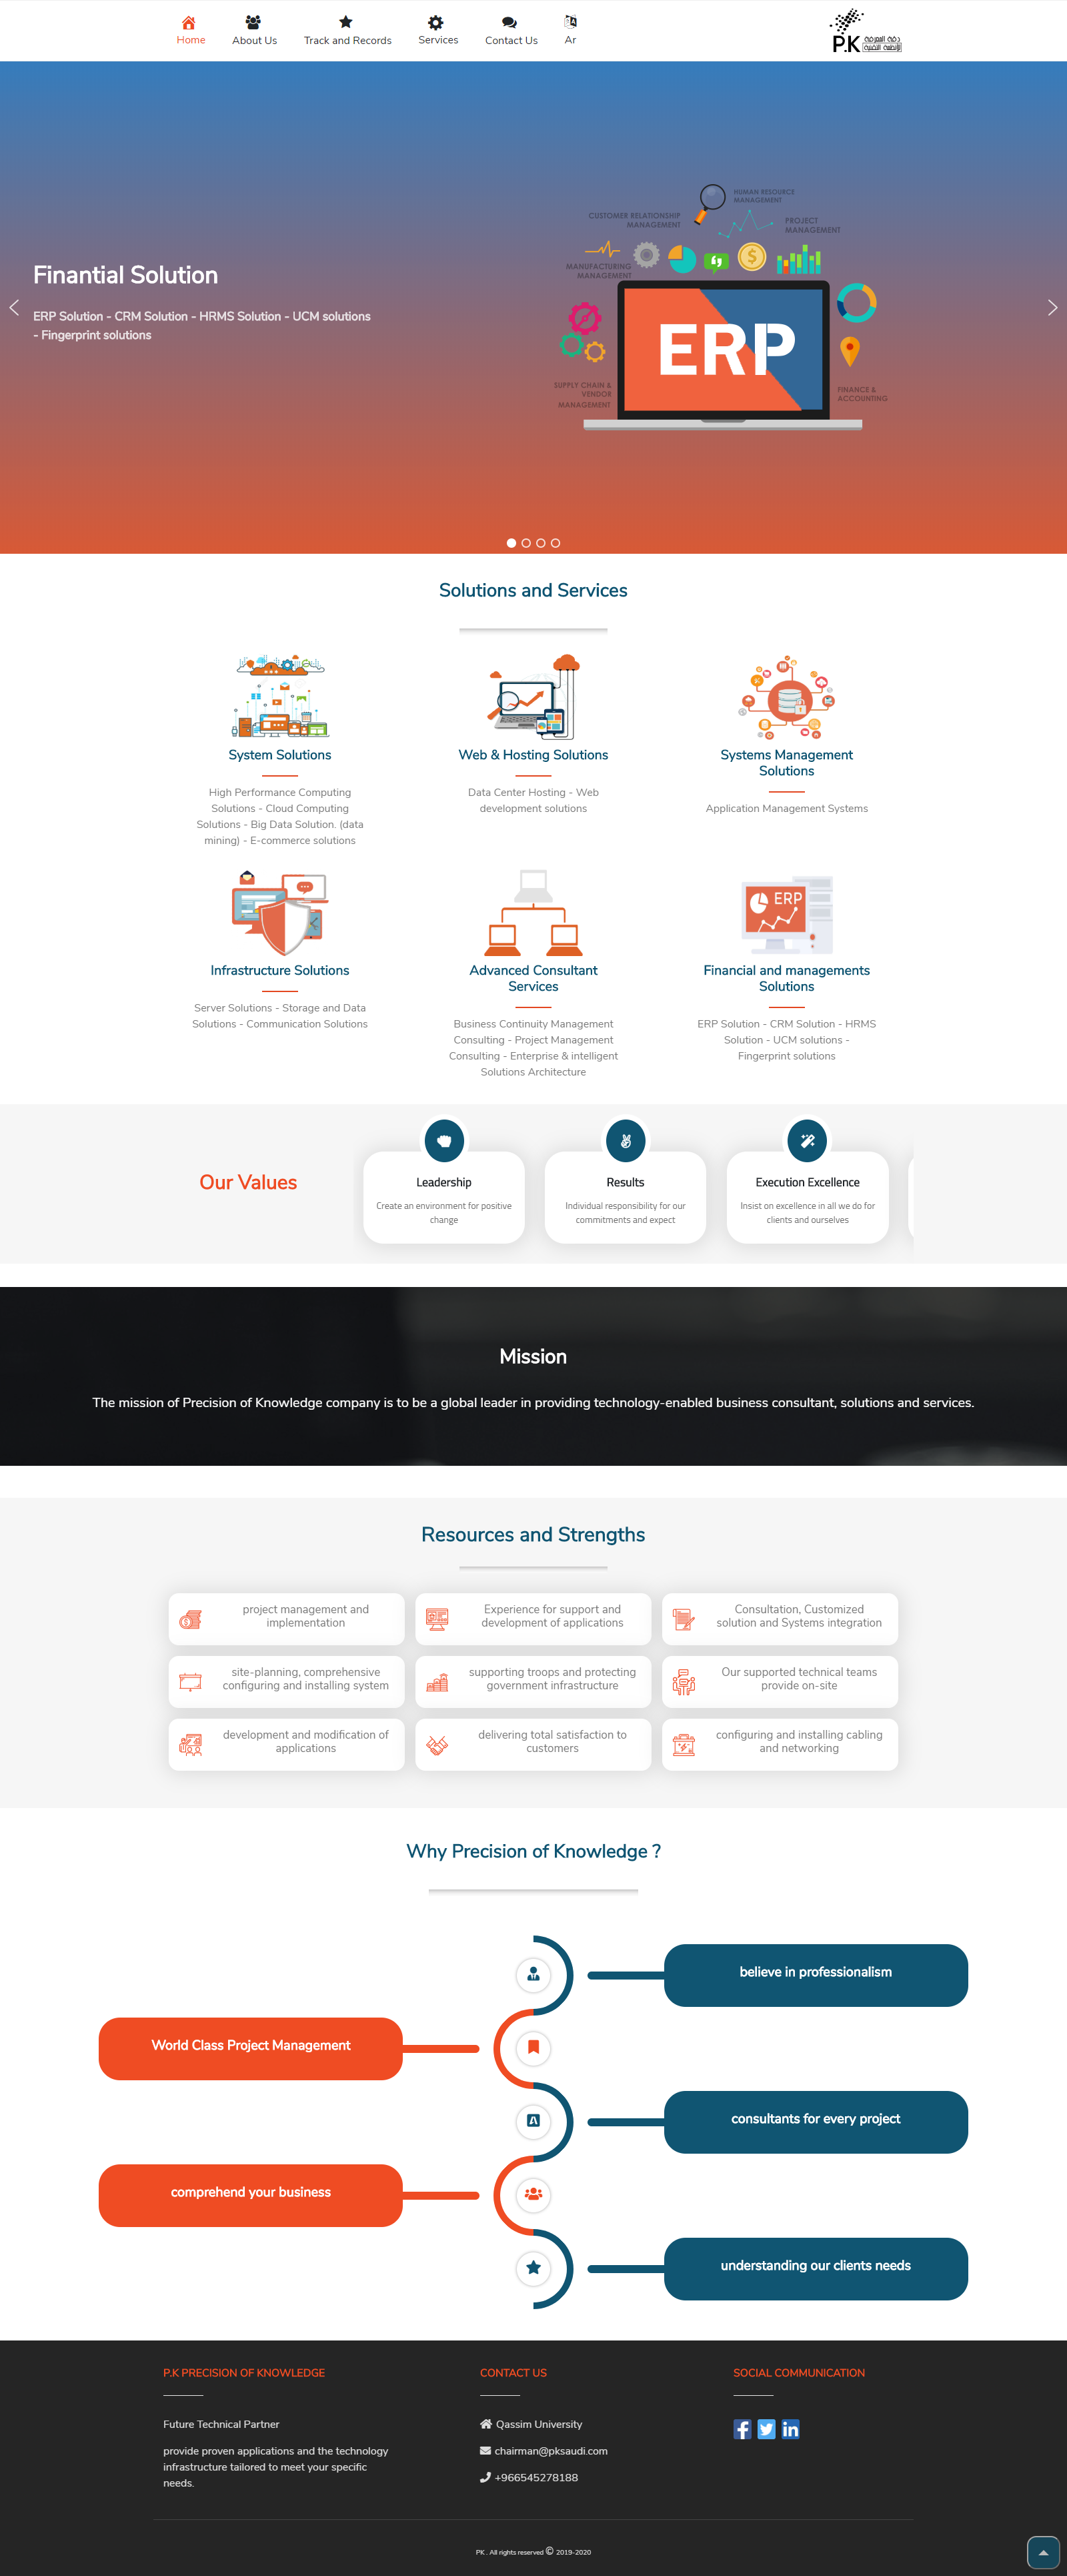 Home
About Us
Track and Records
Services
Contact Us
Ar
P.K
دقة المعرفة
للأنظمة التقنية
Finantial Solution
ERP Solution - CRM Solution - HRMS Solution - UCM solutions
- Fingerprint solutions
HUMAN RESOURCE
MANAGEMENT
CUSTOMER RELATIONSHIP
MANAGEMENT
PROJECT
MANAGEMENT
MANUFACTURING
MANAGEMENT
ERP
SUPPLY CHAIN &
VENDOR
MANAGEMENT
FINANCE &
ACCOUNTING
Solutions and Services
System Solutions
High Performance Computing
Solutions - Cloud Computing
Solutions - Big Data Solution. (data
mining) - E-commerce solutions
Web & Hosting Solutions
Data Center Hosting - Web
development solutions
Systems Management
Solutions
Application Management Systems
Infrastructure Solutions
Server Solutions - Storage and Data
Solutions - Communication Solutions
Advanced Consultant
Services
Business Continuity Management
Consulting - Project Management
Consulting - Enterprise & intelligent
Solutions Architecture
ERP
Financial and managements
Solutions
ERP Solution - CRM Solution - HRMS
Solution - UCM solutions -
Fingerprint solutions
Our Values
Leadership
Create an environment for positive
change
Results
Individual responsibility for our
commitments and expect
Execution Excellence
Insist on excellence in all we do for
clients and ourselves
Mission
The mission of Precision of Knowledge company is to be a global leader in providing technology-enabled business consultant, solutions and services.
Resources and Strengths
project management and
implementation
Experience for support and
development of applications
Consultation, Customized
solution and Systems integration
site-planning, comprehensive
configuring and installing system
supporting troops and protecting
government infrastructure
Our supported technical teams
provide on-site
development and modification of
applications
delivering total satisfaction to
customers
configuring and installing cabling
and networking
Why Precision of Knowledge ?
believe in professionalism
World Class Project Management
consultants for every project
comprehend your business
understanding our clients needs
P.K PRECISION OF KNOWLEDGE
Future Technical Partner
provide proven applications and the technology
infrastructure tailored to meet your specific
needs.
CONTACT US
Qassim University
chairman@pksaudi.com
+966545278188
SOCIAL COMMUNICATION
PK . All rights reserved © 2019-2020